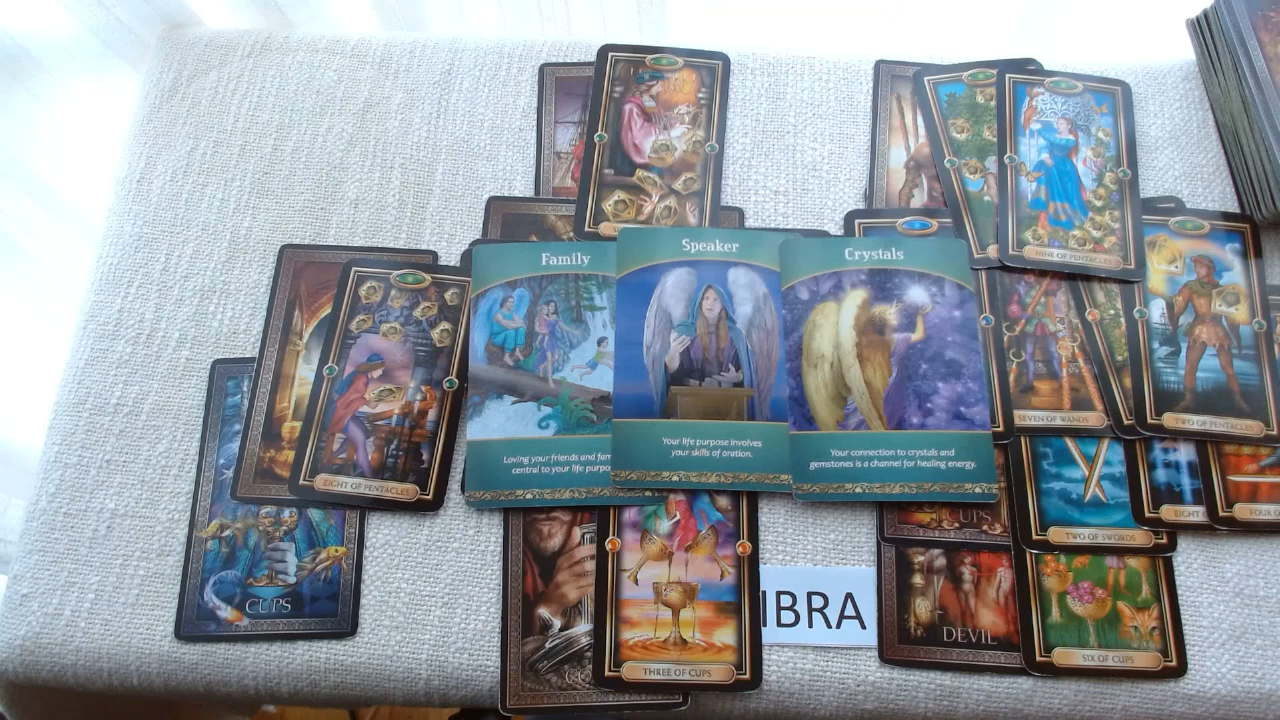 NINE OF PENTACLES
Family
Speaker
Crystals
SEVEN OF WANDS
TWO OF PENTACLES
Your life purpose involves
your skills of oration.
Loving your friends and fam
central to your life purpo
Your connection to crystals and
gemstones is a channel for healing energy.
EIGHT OF PENTACLES
CUPS
EIGHT
FOUR
TWO OF SWORDS
CUPS
IBRA
DEVIL
SIX OF CUPS
THREE OF CUPS